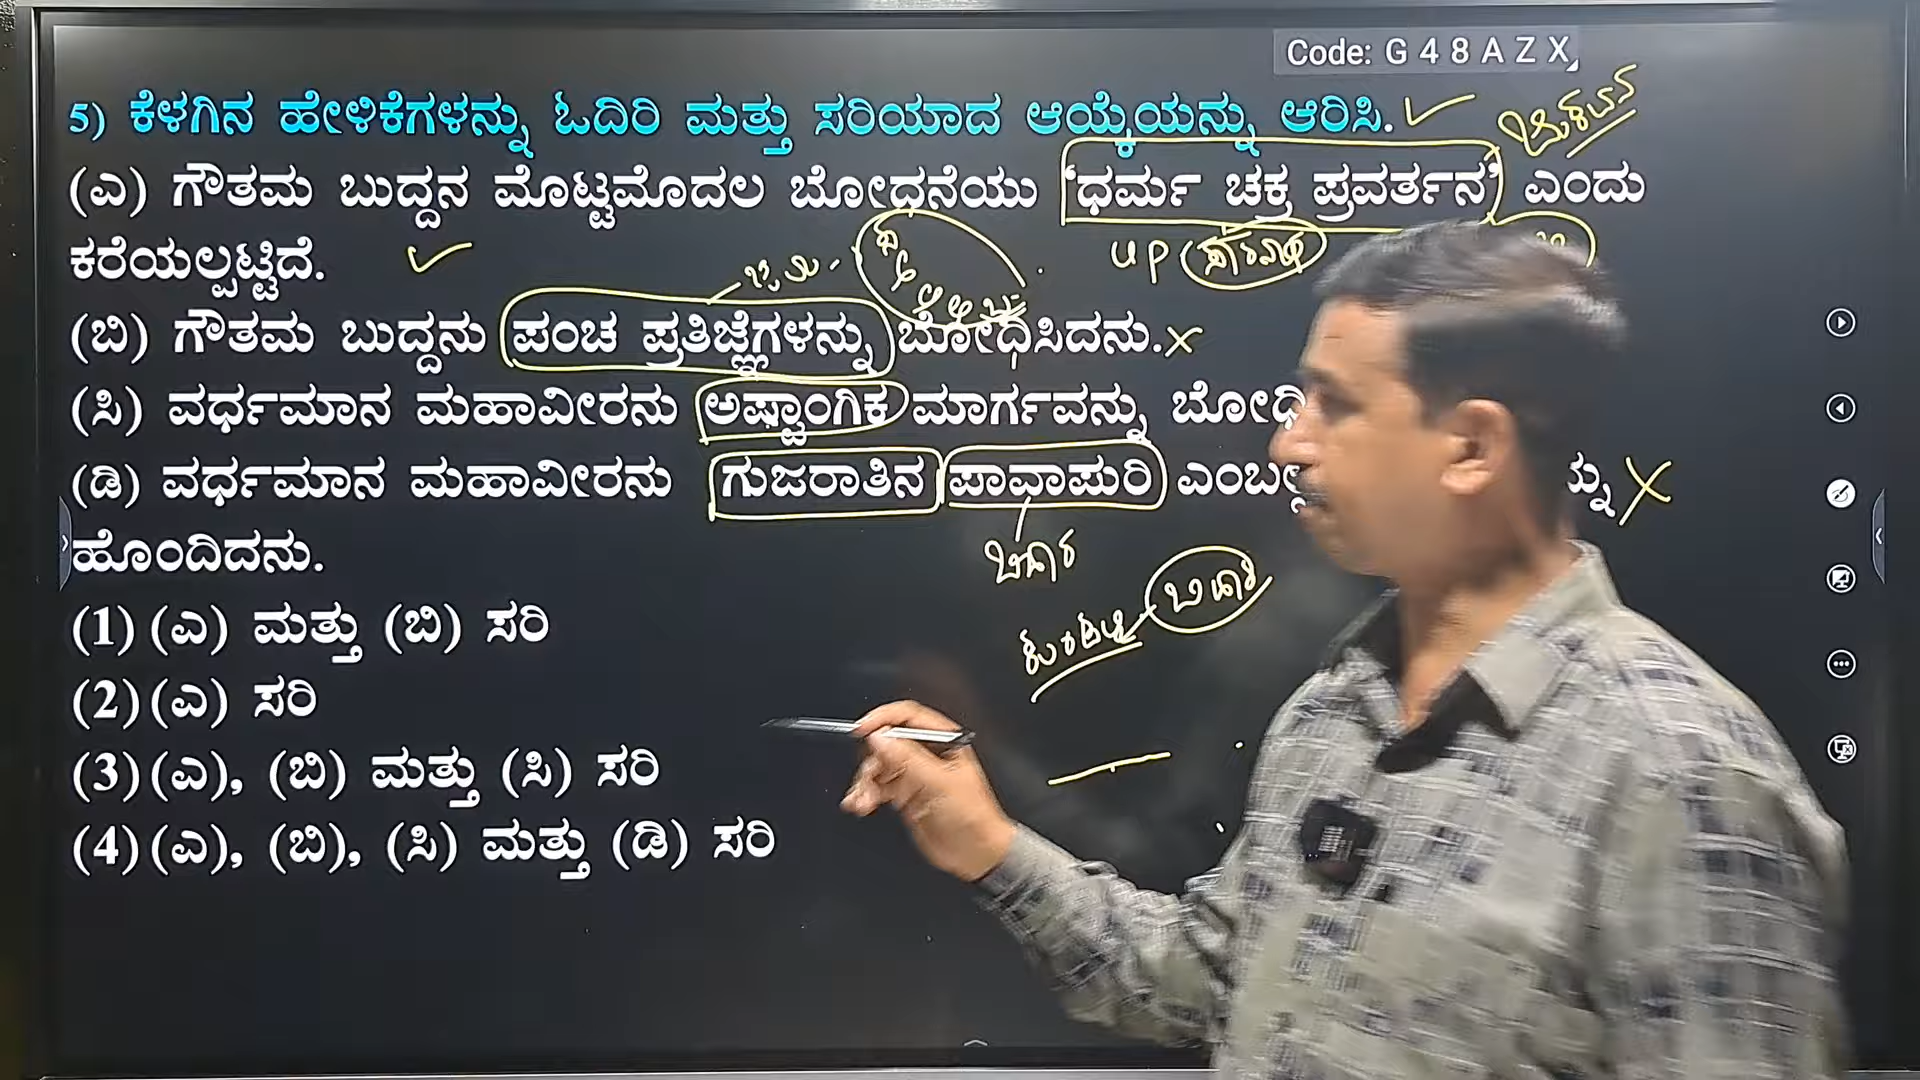 Code: G 4 8 A Z X
5) ಕೆಳಗಿನ ಹೇಳಿಕೆಗಳನ್ನು ಓದಿರಿ ಮತ್ತು ಸರಿಯಾದ ಆಯ್ಕೆಯನ್ನು ಆರಿಸಿ.
(ಎ) ಗೌತಮ ಬುದ್ದನ ಮೊಟ್ಟಮೊದಲ ಬೋಧನೆಯು 'ಧರ್ಮ ಚಕ್ರ ಪ್ರವರ್ತನ' ಎಂದು
ಕರೆಯಲ್ಪಟ್ಟಿದೆ.
UP
(ಬಿ) ಗೌತಮ ಬುದ್ದನು ಪಂಚ ಪ್ರತಿಜ್ಞೆಗಳನ್ನು ಬೋಧಿಸಿದನು.
(ಸಿ) ವರ್ಧಮಾನ ಮಹಾವೀರನು ಅಷ್ಟಾಂಗಿಕ ಮಾರ್ಗವನ್ನು
(ಡಿ) ವರ್ಧಮಾನ ಮಹಾವೀರನು ಗುಜರಾತಿನ ಪಾವಾಪುರಿ
ಹೊಂದಿದನು.
ಬಿಹಾರ
ಬಿಹಾರ
(1) (ಎ) ಮತ್ತು (ಬಿ) ಸರಿ
(2) (ಎ) ಸರಿ
(3) (ಎ), (ಬಿ) ಮತ್ತು (ಸಿ) ಸರಿ
(4) (ಎ), (ಬಿ), (ಸಿ) ಮತ್ತು (ಡಿ) ಸರಿ